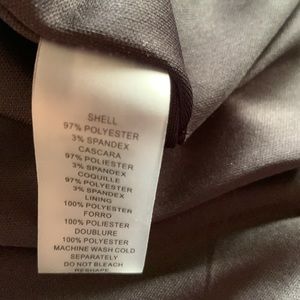 SHELL
97% POLYESTER
3% SPANDEX
CASCARA
97% POLIESTER
3% SPANDEX
COQUILLE
97% POLYESTER
3% SPANDEX
LINING
100% POLYESTER
FORRO
100% POLIESTER
DOUBLURE
100% POLYESTER
MACHINE WASH COLD
SEPARATELY
DO NOT BLEACH
RESHAPE